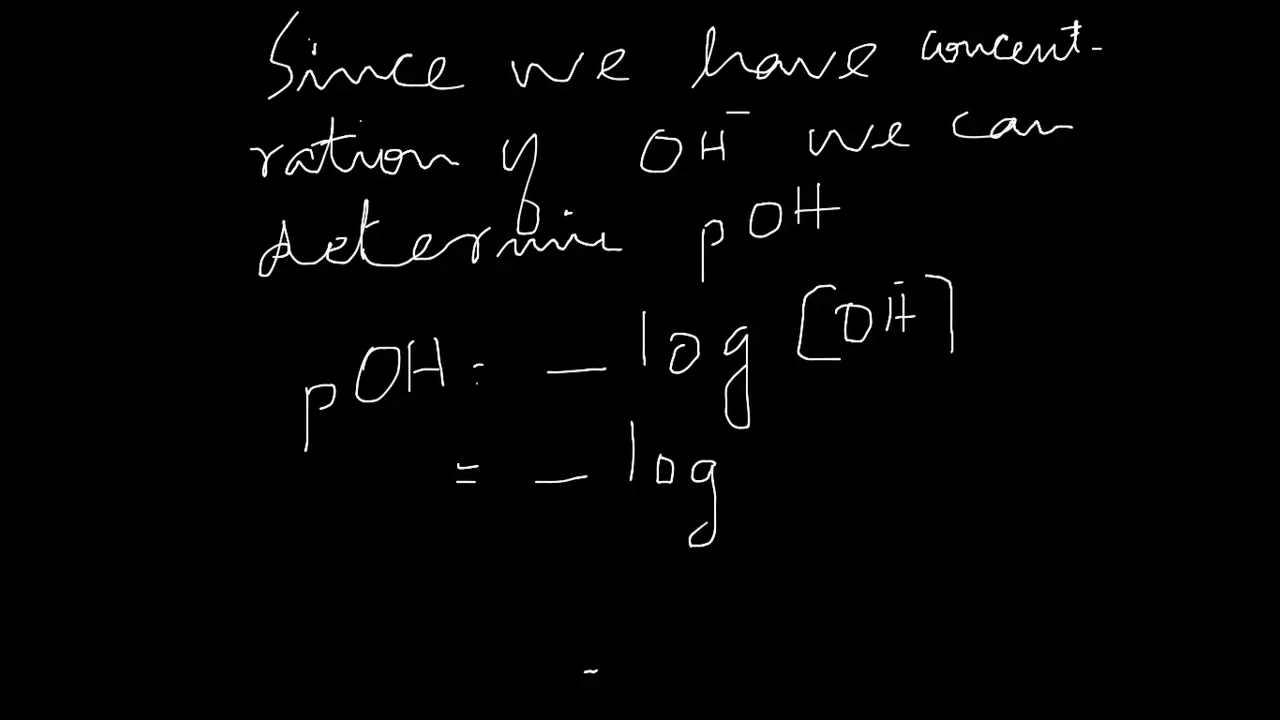 Since we have concent-
ration of OH⁻ we can
determine pOH
pOH = - log [OH⁻]
= - log
-